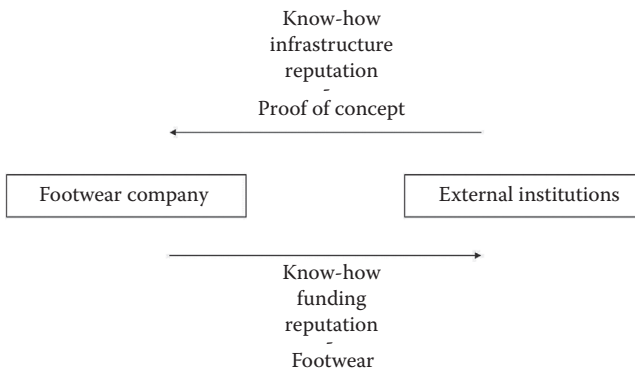 Know-how
infrastructure
reputation
-
Proof of concept
Footwear company
External institutions
Know-how
funding
reputation
-
Footwear